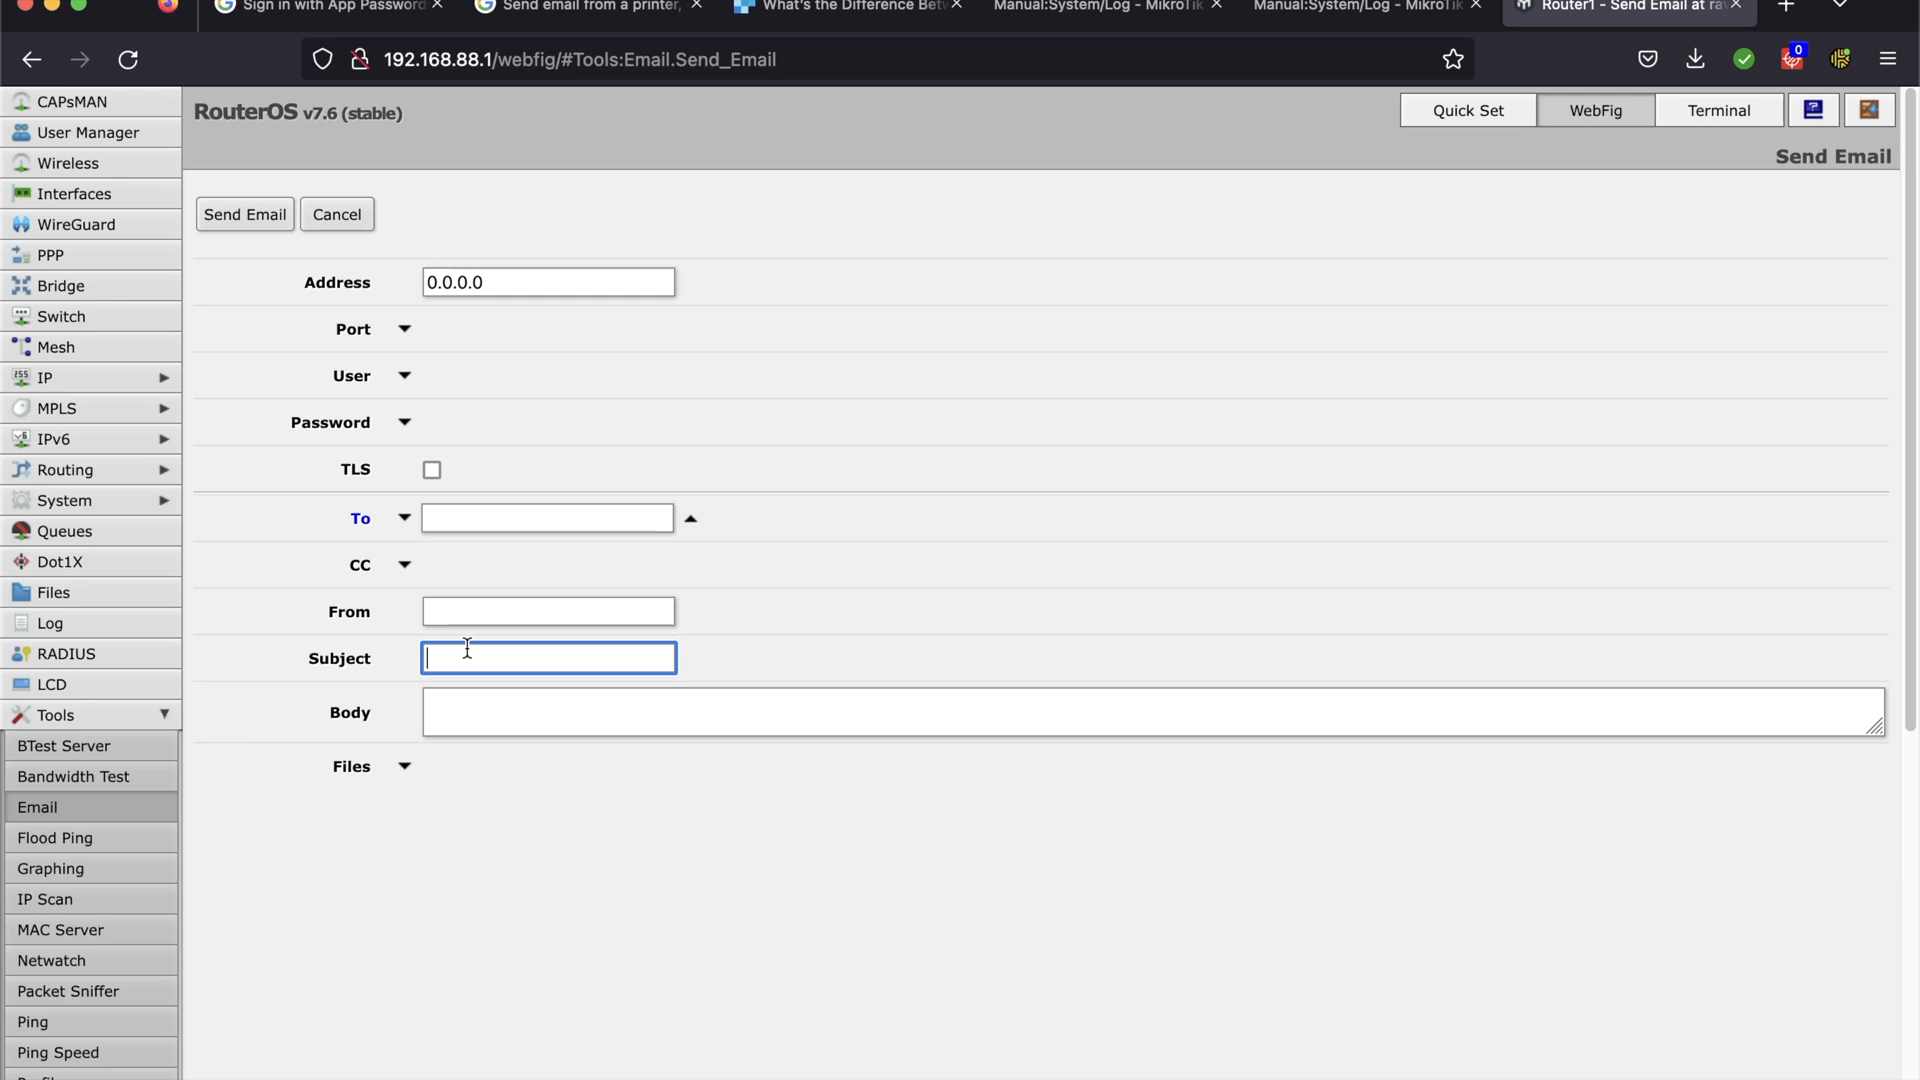 Sign in with App Password
Send email from a printer,
What's the Difference Bet
Manual:System/Log - MikroTik
Manual:System/Log - MikroTik
Router1 - Send Email at ra
192.168.88.1/webfig/#Tools:Email.Send_Email
0
CAPsMAN
User Manager
Wireless
Interfaces
WireGuard
PPP
Bridge
Switch
Mesh
255
IP
MPLS
v6
IPv6
Routing
System
Queues
Dot1X
Files
Log
RADIUS
LCD
Tools
BTest Server
Bandwidth Test
Email
Flood Ping
Graphing
IP Scan
MAC Server
Netwatch
Packet Sniffer
Ping
Ping Speed
RouterOS v7.6 (stable)
Quick Set
WebFig
Terminal
Send Email
Send Email
Cancel
Address
0.0.0.0
Port
User
Password
TLS
To
CC
From
Subject
Body
Files